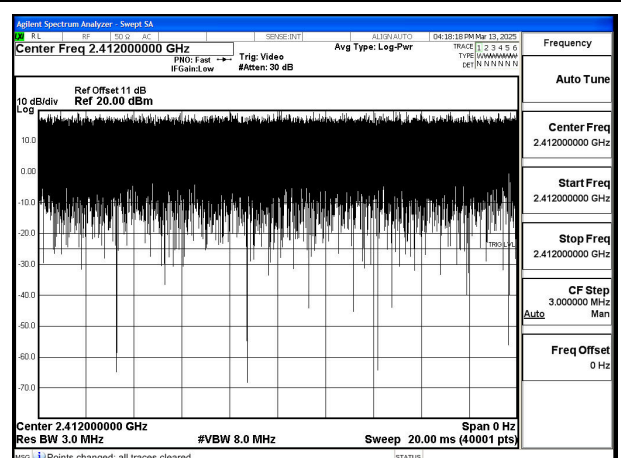 Agilent Spectrum Analyzer - Swept SA
RL RF 50 Ω AC SENSE:INT ALIGNAUTO 04:18:18 PM Mar 13, 2025
Center Freq 2.412000000 GHz
PNO: Fast
IFGain:Low
Trig: Video
#Atten: 30 dB
Avg Type: Log-Pwr
TRACE 1 2 3 4 5 6
TYPE
DET N N N N N N
Ref Offset 11 dB
10 dB/div Ref 20.00 dBm
Log
10.0
0.00
-10.0
-20.0
TRIG LVL
-30.0
-40.0
-50.0
-60.0
-70.0
Center 2.412000000 GHz Span 0 Hz
Res BW 3.0 MHz #VBW 8.0 MHz Sweep 20.00 ms (40001 pts)
MSG Points changed; all traces cleared STATUS
Frequency
Auto Tune
Center Freq
2.412000000 GHz
Start Freq
2.412000000 GHz
Stop Freq
2.412000000 GHz
CF Step
3.000000 MHz
Auto Man
Freq Offset
0 Hz